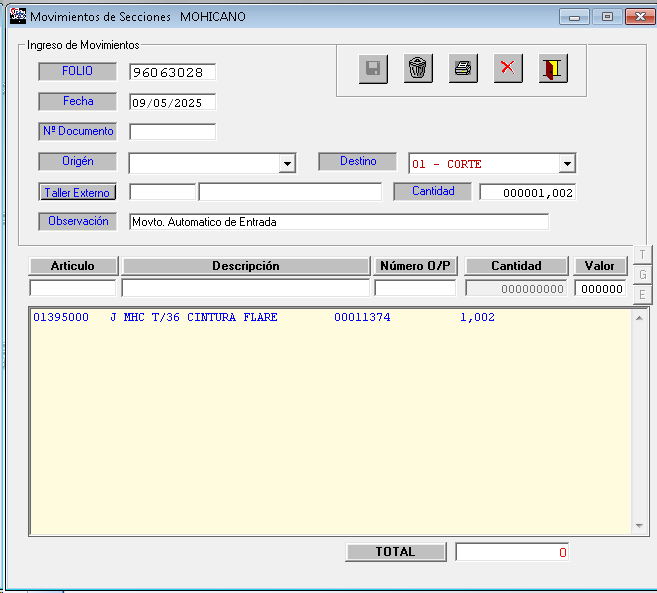 Movimientos de Secciones MOHICANO
Ingreso de Movimientos
FOLIO 96063028
Fecha 09/05/2025
Nº Documento
Origén Destino 01 - CORTE
Taller Externo Cantidad 000001,002
Observación Movto. Automatico de Entrada
T
G
E
Articulo Descripción Número O/P Cantidad Valor
000000000 000000
01395000 J MHC T/36 CINTURA FLARE 00011374 1,002
TOTAL 0